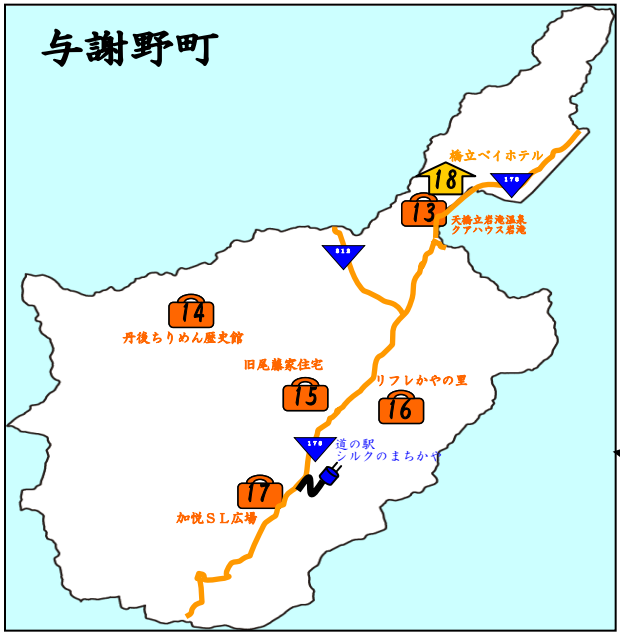 与謝野町
橋立ベイホテル
18
178
13
天橋立岩滝温泉
クアハウス岩滝
312
14
丹後ちりめん歴史館
旧尾藤家住宅
15
リフレかやの里
16
176
道の駅
シルクのまちかや
17
加悦ＳＬ広場